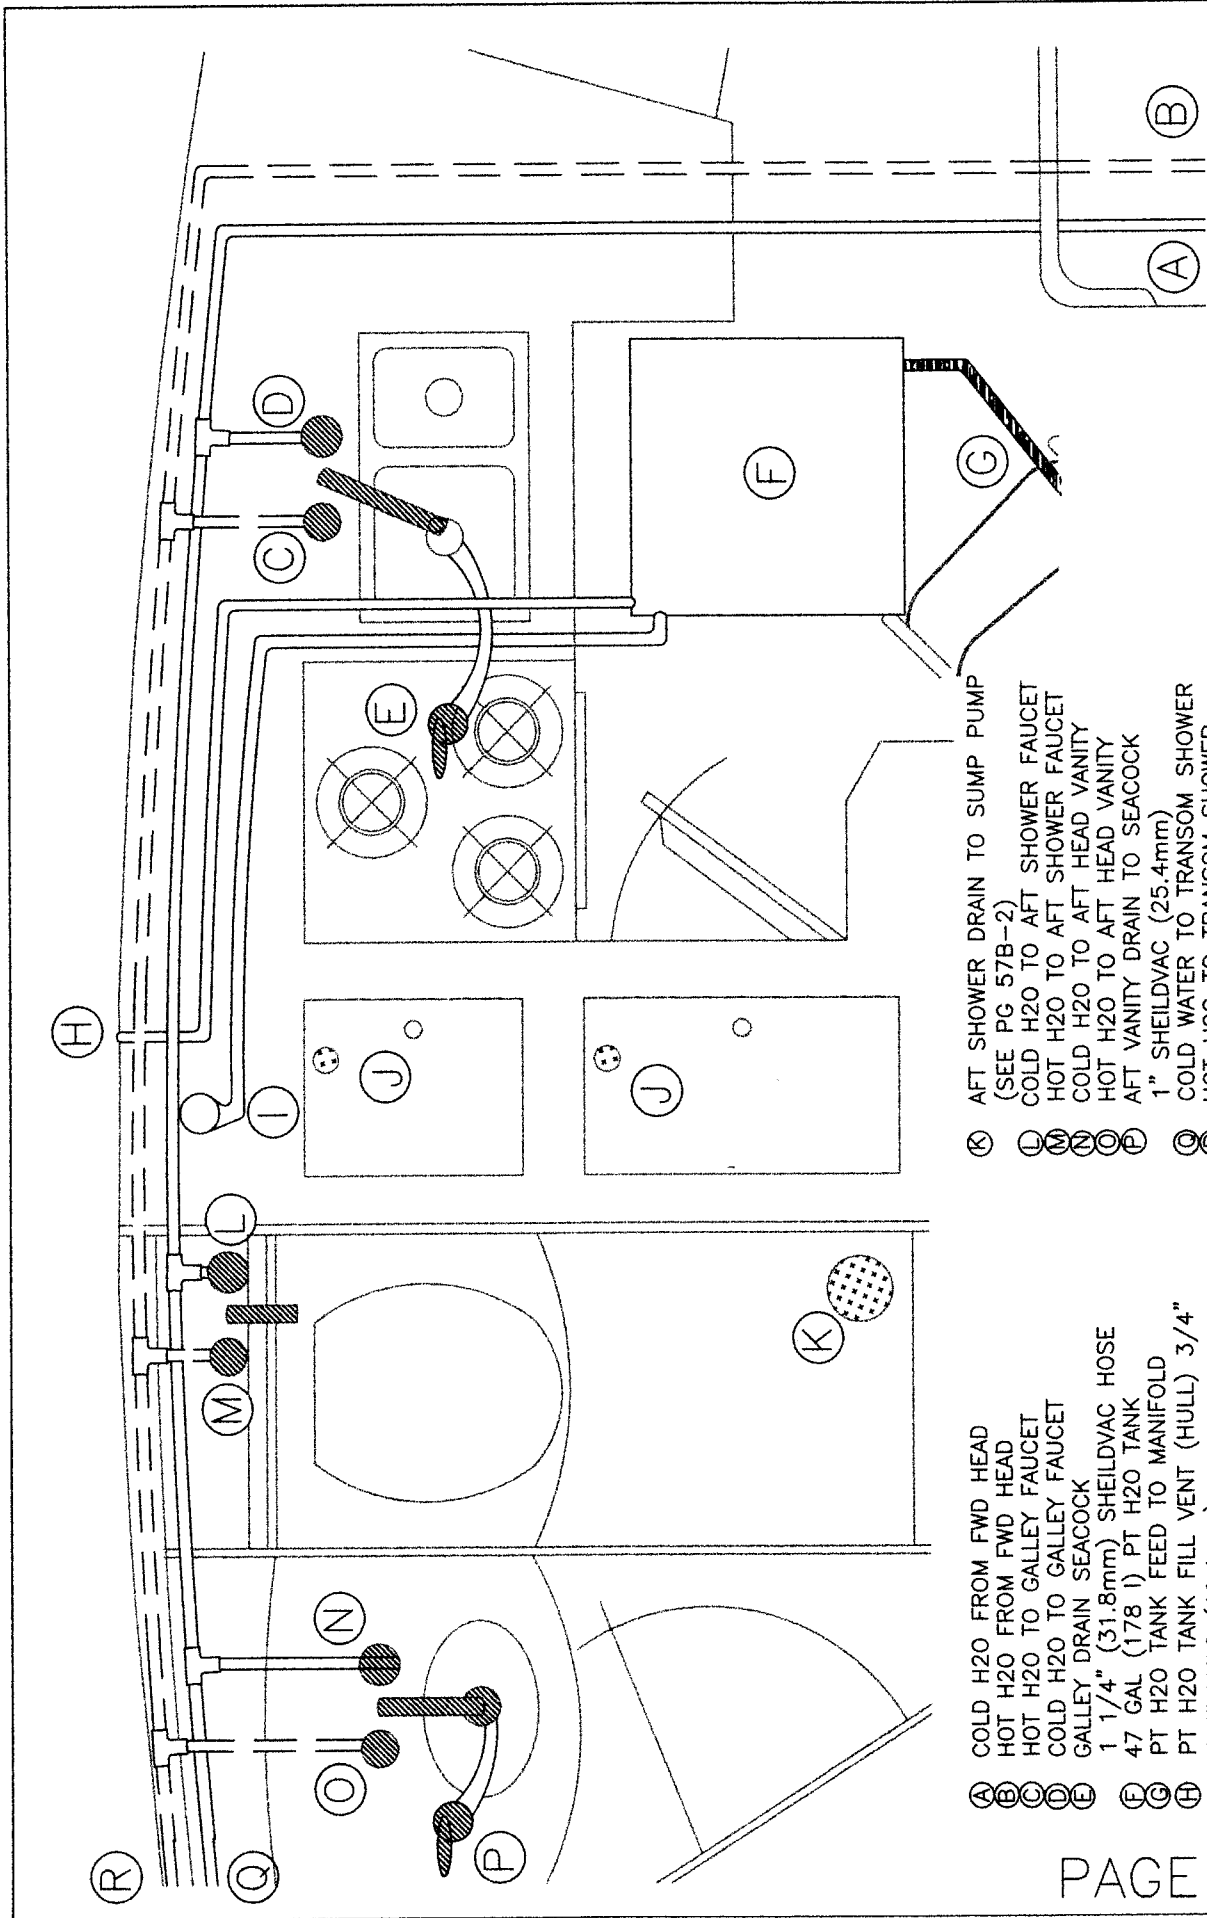 R
Q
O
N
P
M
L
K
H
I
J
J
E
C
D
F
G
A
B
A COLD H2O FROM FWD HEAD
B HOT H2O FROM FWD HEAD
C HOT H2O TO GALLEY FAUCET
D COLD H2O TO GALLEY FAUCET
E GALLEY DRAIN SEACOCK
1 1/4" (31.8mm) SHEILDVAC HOSE
F 47 GAL (178 l) PT H2O TANK
G PT H2O TANK FEED TO MANIFOLD
H PT H2O TANK FILL VENT (HULL) 3/4"
K AFT SHOWER DRAIN TO SUMP PUMP
(SEE PG 57B-2)
L COLD H2O TO AFT SHOWER FAUCET
M HOT H2O TO AFT SHOWER FAUCET
N COLD H2O TO AFT HEAD VANITY
O HOT H2O TO AFT HEAD VANITY
P AFT VANITY DRAIN TO SEACOCK
1" SHEILDVAC (25.4mm)
Q COLD WATER TO TRANSOM SHOWER
R HOT H2O TO TRANSOM SHOWER
PAGE